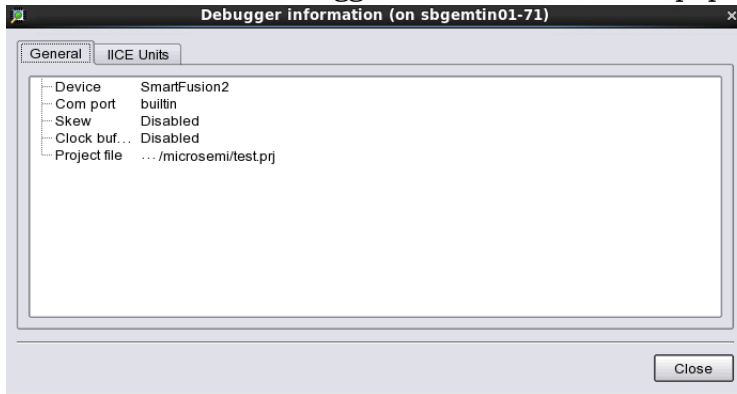 Debugger information (on sbgemtin01-71)
General IICE Units
Device SmartFusion2
Com port builtin
Skew Disabled
Clock buf... Disabled
Project file .../microsemi/test.prj
Close